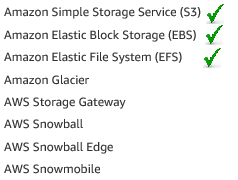 Amazon Simple Storage Service (S3)
Amazon Elastic Block Storage (EBS)
Amazon Elastic File System (EFS)
Amazon Glacier
AWS Storage Gateway
AWS Snowball
AWS Snowball Edge
AWS Snowmobile